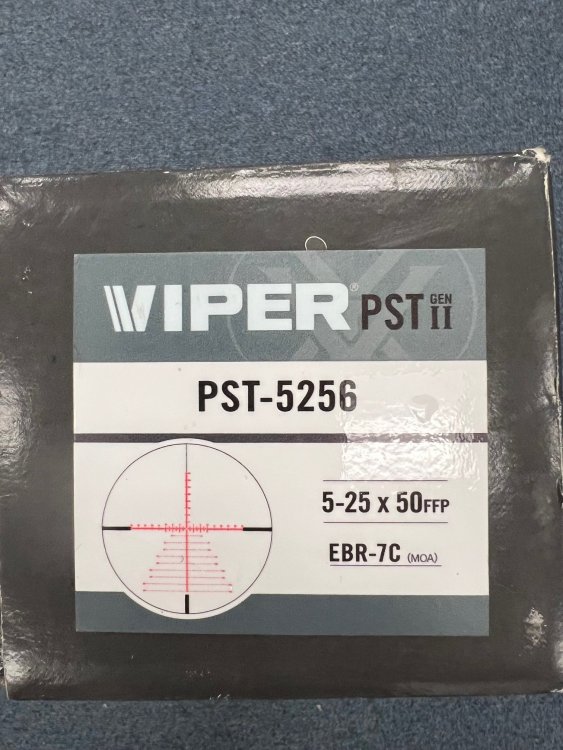 VIPER® PST GEN II
PST-5256
5-25 x 50FFP
EBR-7C (MOA)